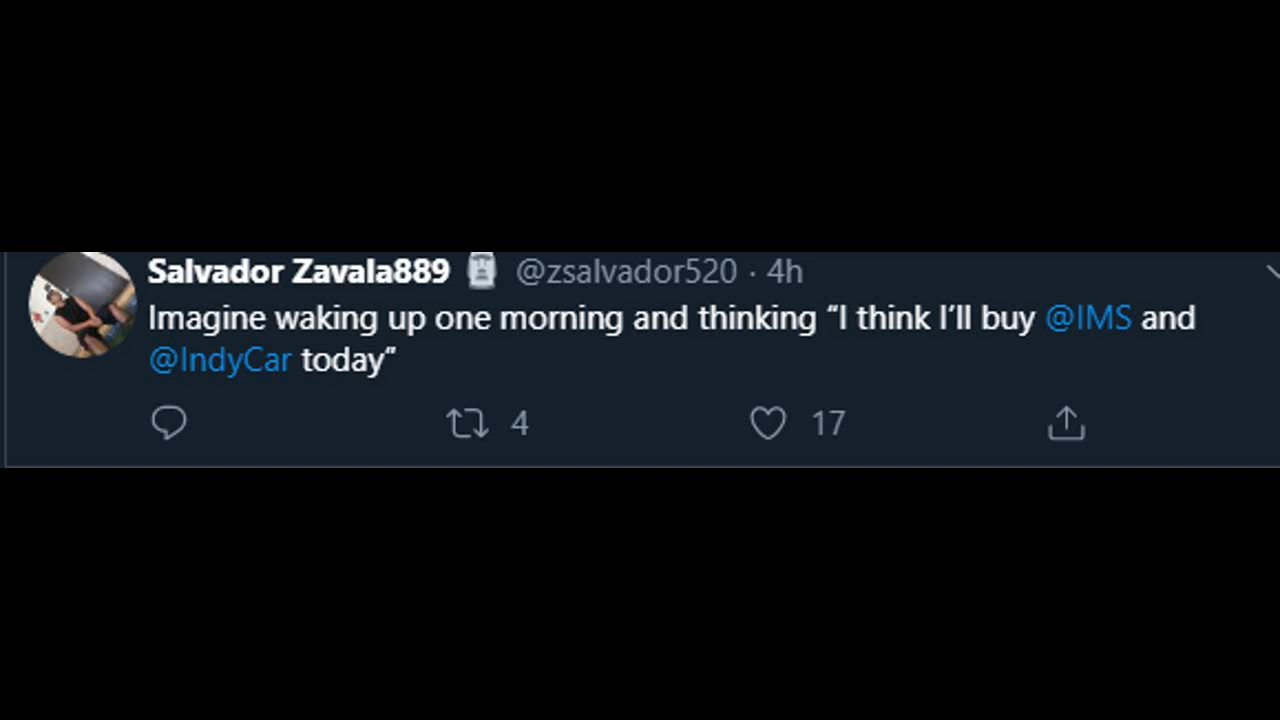 Salvador Zavala889 @zsalvador520 · 4h
Imagine waking up one morning and thinking “I think I’ll buy @IMS and
@IndyCar today”
4 17